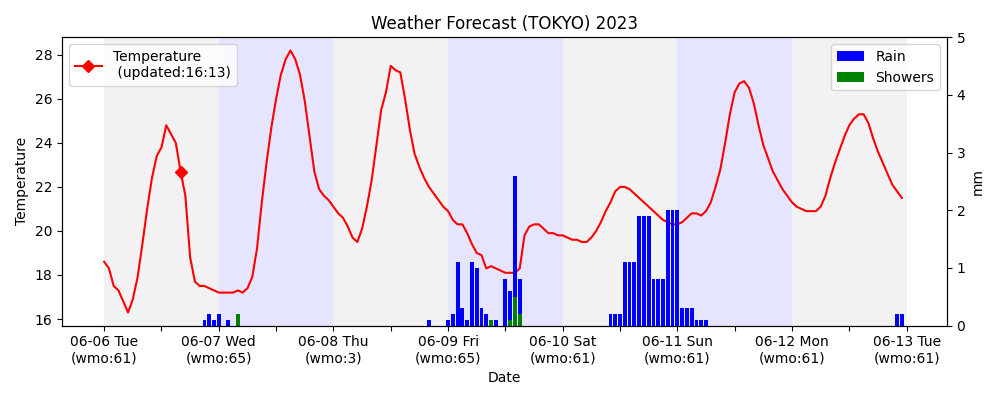 Weather Forecast (TOKYO) 2023
Temperature
(updated:16:13)
Rain
Showers
Temperature
28
26
24
22
20
18
16
5
4
3
2
1
0
mm
06-06 Tue
(wmo:61)
06-07 Wed
(wmo:65)
06-08 Thu
(wmo:3)
06-09 Fri
(wmo:65)
06-10 Sat
(wmo:61)
06-11 Sun
(wmo:61)
06-12 Mon
(wmo:61)
06-13 Tue
(wmo:61)
Date